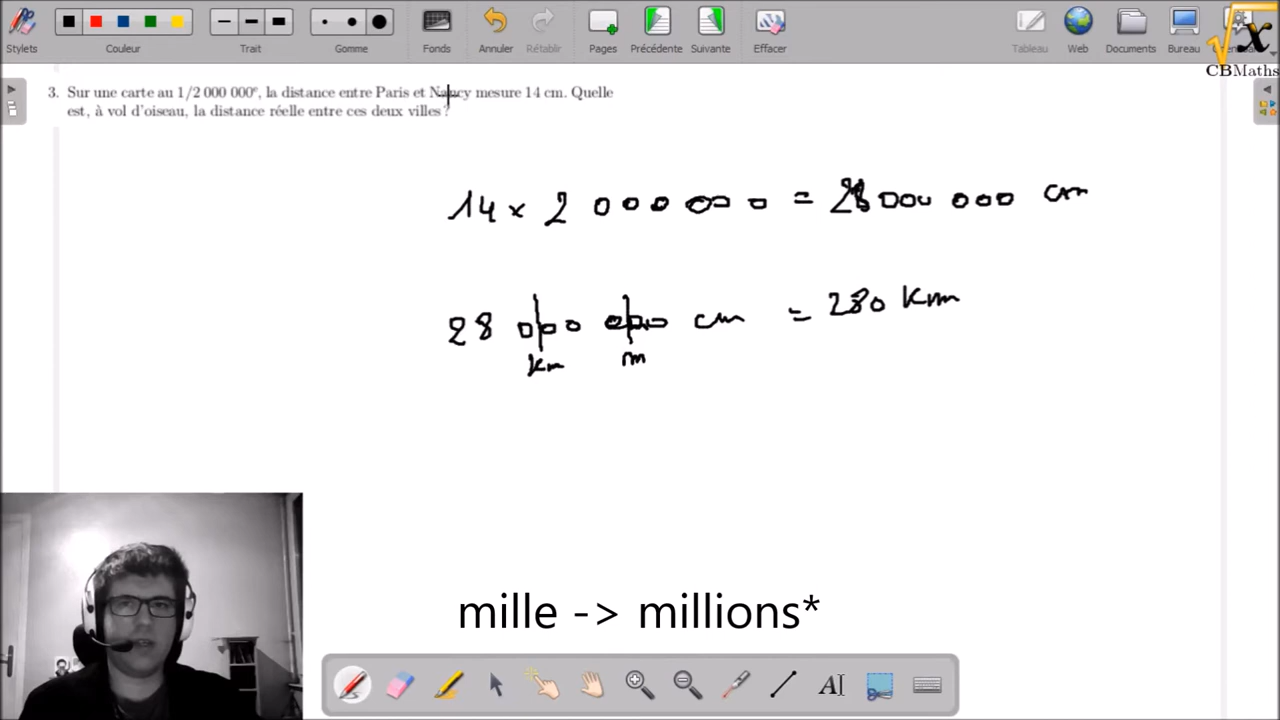 Stylets Couleur Trait Gomme Fonds Annuler Rétablir Pages Précédente Suivante Effacer Tableau Web Documents Bureau
CBMaths
3. Sur une carte au 1/2 000 000e, la distance entre Paris et Nancy mesure 14 cm. Quelle
est, à vol d'oiseau, la distance réelle entre ces deux villes ?
14 x 2 000 000 = 28 000 000 cm
28 000 000 cm = 280 km
km m
mille -> millions*